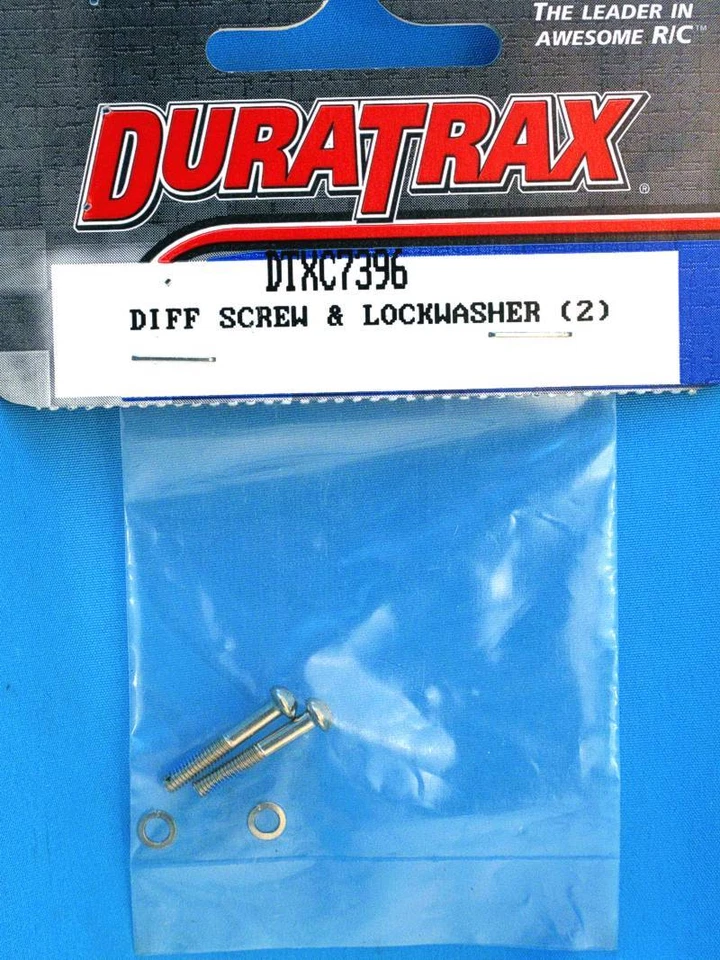 THE LEADER IN
AWESOME R/C™
DURATRAX®
DTXC7396
DIFF SCREW & LOCKWASHER (2)